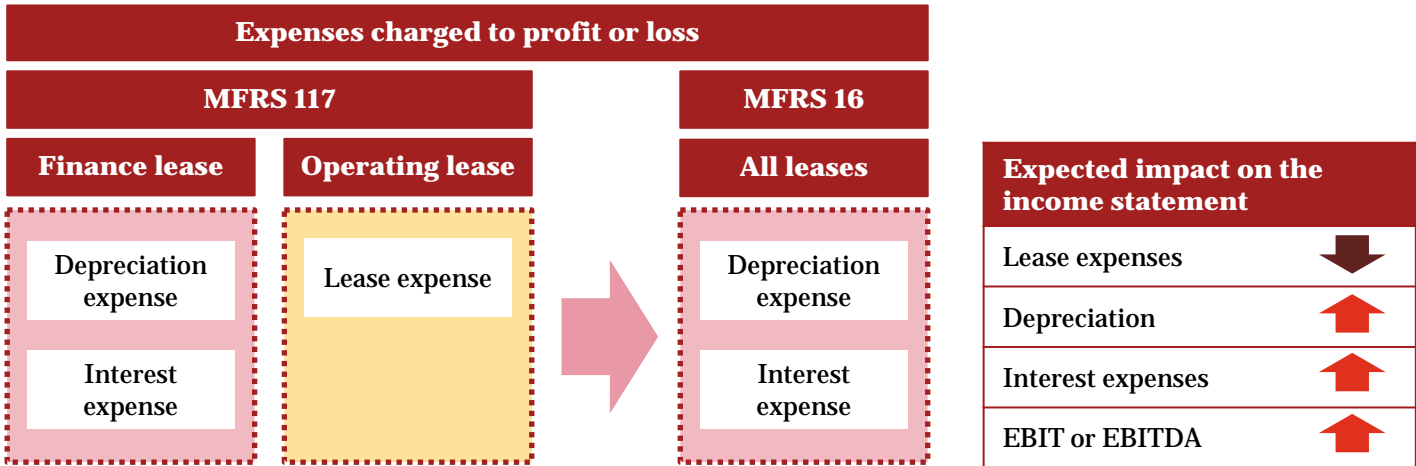 Expenses charged to profit or loss
MFRS 117
MFRS 16
Finance lease
Operating lease
All leases
Depreciation
expense
Interest
expense
Lease expense
Depreciation
expense
Interest
expense
Expected impact on the
income statement
Lease expenses
Depreciation
Interest expenses
EBIT or EBITDA